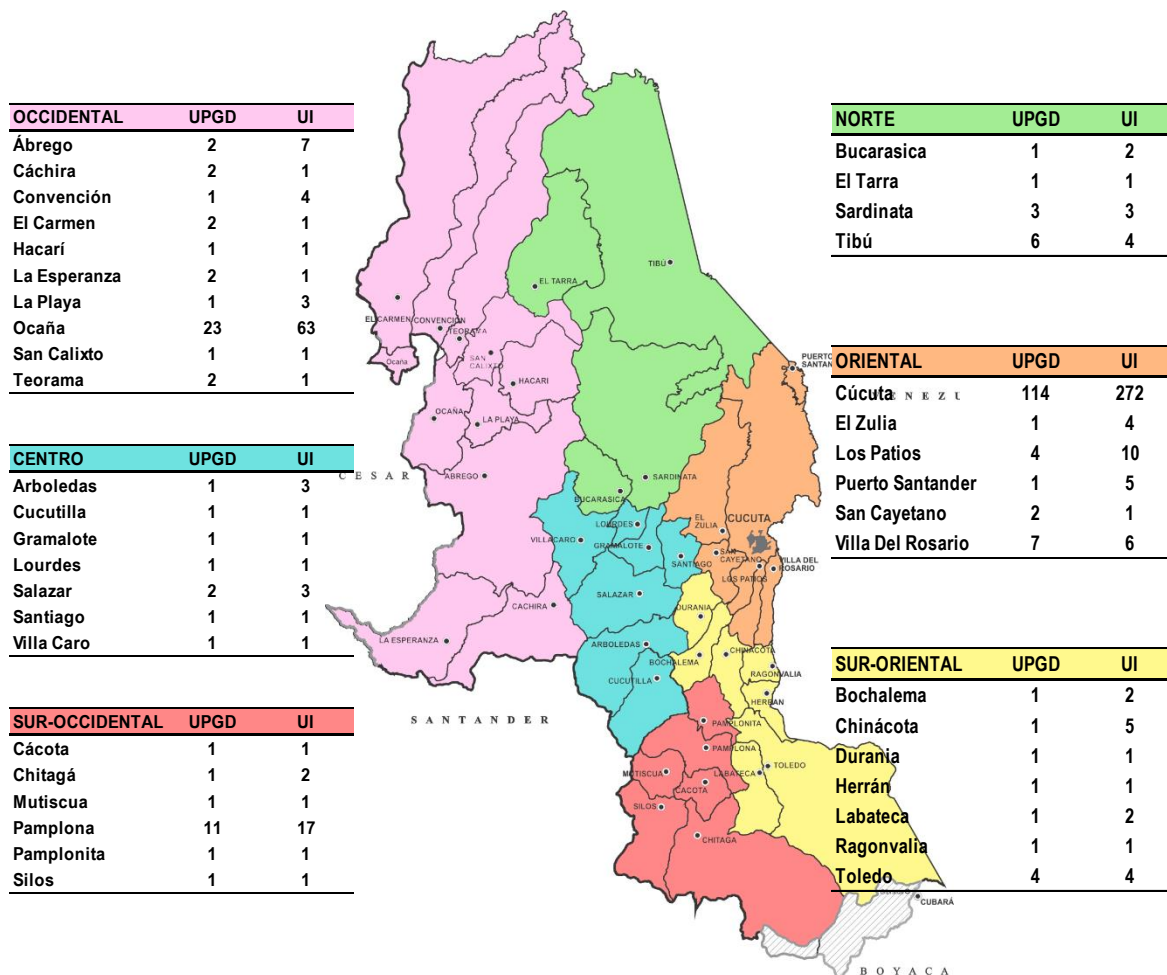 OCCIDENTAL UPGD UI
Ábrego 2 7
Cáchira 2 1
Convención 1 4
El Carmen 2 1
Hacarí 1 1
La Esperanza 2 1
La Playa 1 3
Ocaña 23 63
San Calixto 1 1
Teorama 2 1
CENTRO UPGD UI
Arboledas 1 3
Cucutilla 1 1
Gramalote 1 1
Lourdes 1 1
Salazar 2 3
Santiago 1 1
Villa Caro 1 1
SUR-OCCIDENTAL UPGD UI
Cácota 1 1
Chitagá 1 2
Mutiscua 1 1
Pamplona 11 17
Pamplonita 1 1
Silos 1 1
NORTE UPGD UI
Bucarasica 1 2
El Tarra 1 1
Sardinata 3 3
Tibú 6 4
ORIENTAL UPGD UI
Cúcuta 114 272
El Zulia 1 4
Los Patios 4 10
Puerto Santander 1 5
San Cayetano 2 1
Villa Del Rosario 7 6
SUR-ORIENTAL UPGD UI
Bochalema 1 2
Chinácota 1 5
Durania 1 1
Herrán 1 1
Labateca 1 2
Ragonvalia 1 1
Toledo 4 4
TIBÚ
EL TARRA
EL CARMEN
CONVENCIÓN
TEORAMA
Ocaña
SAN
CALIXTO
HACARI
PUERTO
SANTAN
OCAÑA
LA PLAYA
ABREGO
CESAR
SARDINATA
BUCARASICA
LOURDES
EL
ZULIA
CUCUTA
VILLACARO
GRAMALOTE
SANTIAGO
SAN
CAYETANO
VILLA DEL
ROSARIO
LOS PATIOS
SALAZAR
CACHIRA
DURANIA
LA ESPERANZA
ARBOLEDAS
BOCHALEMA
CHINACOTA
RAGONVALIA
CUCUTILLA
HERRAN
SANTANDER
PAMPLONITA
PAMPLONA
MUTISCUA
LABATECA
TOLEDO
CACOTA
SILOS
CHITAGA
CUBARÁ
BOYACA